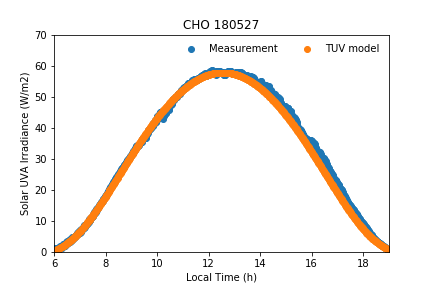 CHO 180527
Measurement TUV model
Solar UVA Irradiance (W/m2)
70
60
50
40
30
20
10
0
6 8 10 12 14 16 18
Local Time (h)